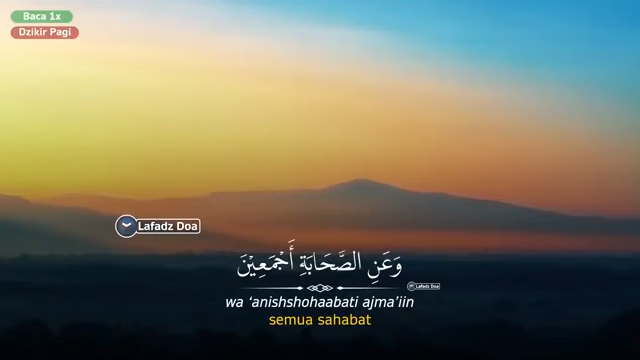 Baca 1x
Dzikir Pagi
Lafadz Doa
وَعَنِ الصَّحَابَةِ أَجْمَعِيْنَ
Lafadz Doa
wa ‘anishshohaabati ajma’iin
semua sahabat